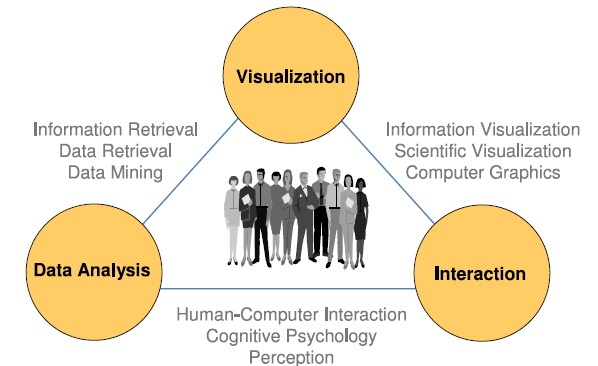 Visualization
Information Retrieval
Data Retrieval
Data Mining
Information Visualization
Scientific Visualization
Computer Graphics
Data Analysis
Interaction
Human-Computer Interaction
Cognitive Psychology
Perception